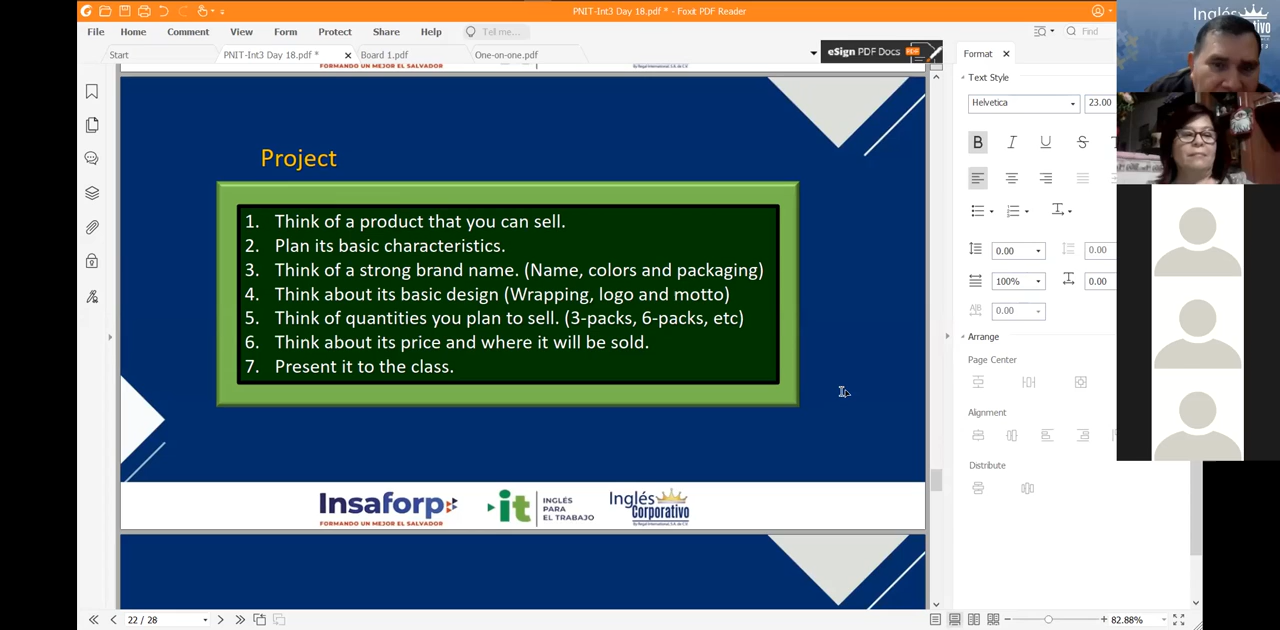 PNIT-Int3 Day 18.pdf * - Foxit PDF Reader
File Home Comment View Form Protect Share Help Tell me... Find
Start PNIT-Int3 Day 18.pdf * Board 1.pdf One-on-one.pdf eSign PDF Docs
FORMANDO UN MEJOR EL SALVADOR
Project
1. Think of a product that you can sell.
2. Plan its basic characteristics.
3. Think of a strong brand name. (Name, colors and packaging)
4. Think about its basic design (Wrapping, logo and motto)
5. Think of quantities you plan to sell. (3-packs, 6-packs, etc)
6. Think about its price and where it will be sold.
7. Present it to the class.
Insaforp
FORMANDO UN MEJOR EL SALVADOR
it
INGLÉS
PARA
EL TRABAJO
Inglés
Corporativo
22 / 28
82.88%
Format
Text Style
Helvetica 23.00
B I U S T
0.00 0.00
100% 0.00
0.00
Arrange
Page Center
Alignment
Distribute
Inglés